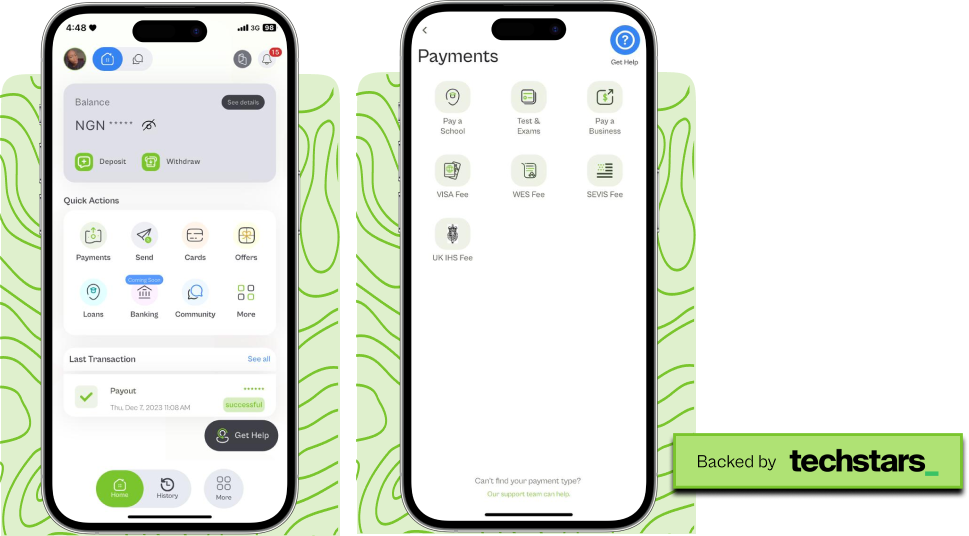 4:48
3G 98
15
Balance
See details
NGN *****
Deposit
Withdraw
Quick Actions
Payments
Send
Cards
Offers
Coming Soon
Loans
Banking
Community
More
Last Transaction
See all
Payout
******
Thu, Dec 7, 2023 11:08 AM
successful
Get Help
Home
History
More
Payments
Get Help
Pay a
School
Test &
Exams
Pay a
Business
VISA Fee
WES Fee
SEVIS Fee
UK IHS Fee
Can't find your payment type?
Our support team can help.
Backed by techstars_